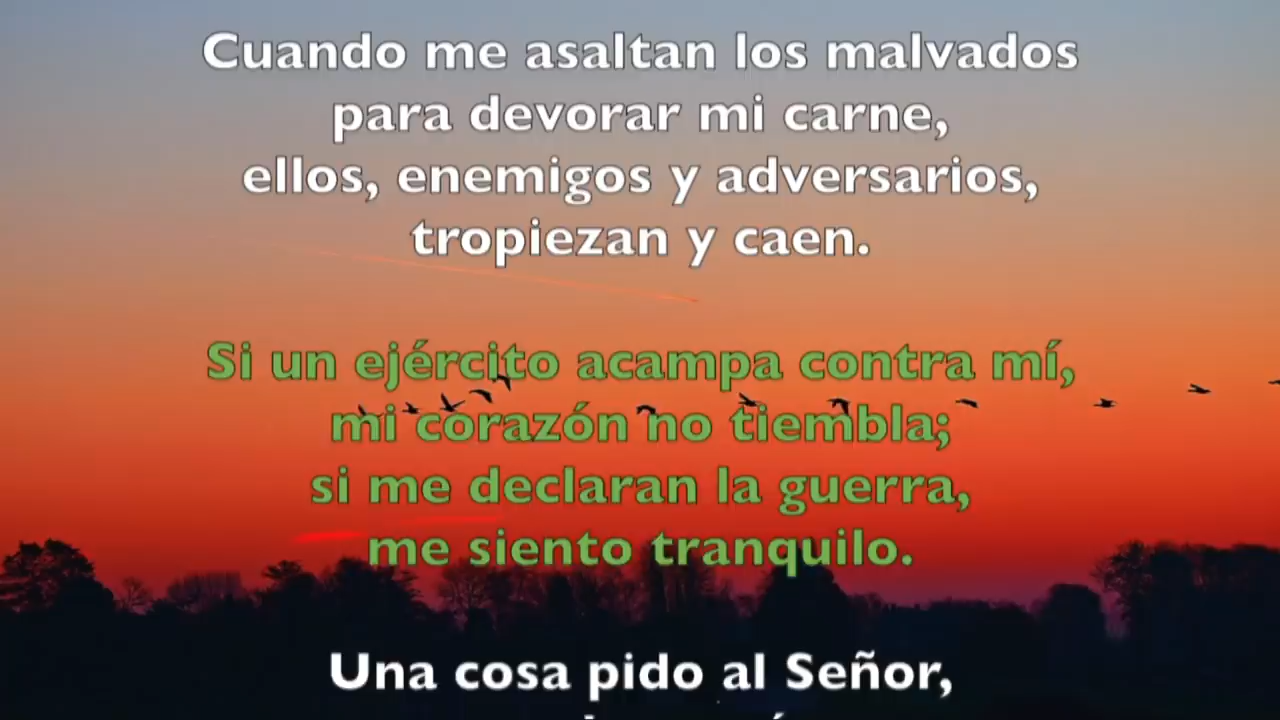 Cuando me asaltan los malvados
para devorar mi carne,
ellos, enemigos y adversarios,
tropiezan y caen.
Si un ejército acampa contra mí,
mi corazón no tiembla;
si me declaran la guerra,
me siento tranquilo.
Una cosa pido al Señor,